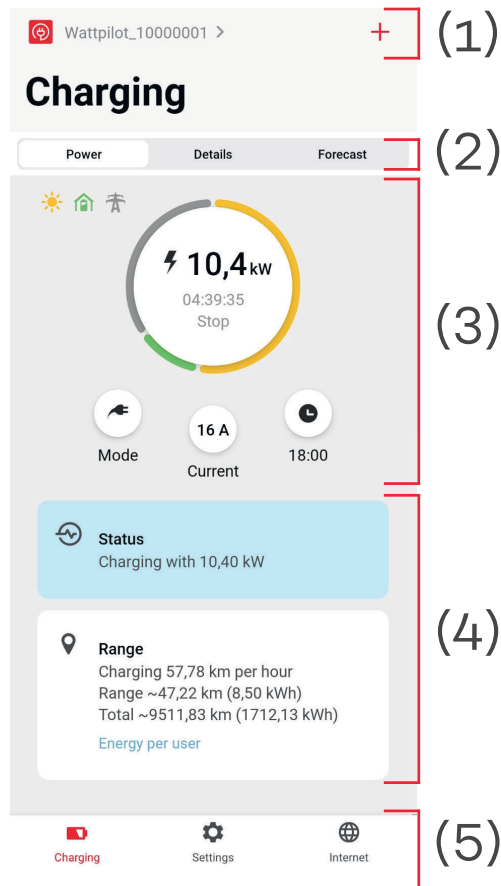 Wattpilot_10000001 >
+
(1)
Charging
Power
Details
Forecast
(2)
10,4 kW
04:39:35
Stop
(3)
Mode
16 A
Current
18:00
Status
Charging with 10,40 kW
(4)
Range
Charging 57,78 km per hour
Range ~47,22 km (8,50 kWh)
Total ~9511,83 km (1712,13 kWh)
Energy per user
Charging
Settings
Internet
(5)